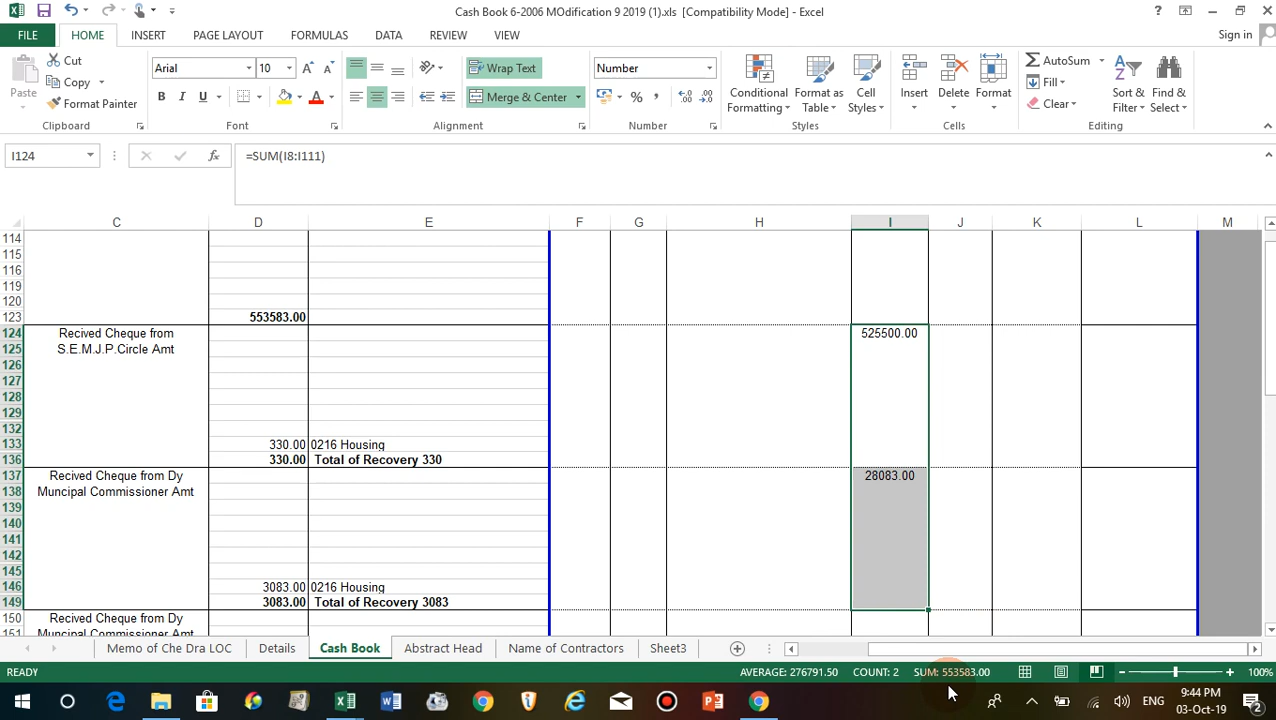 Cash Book 6-2006 MOdification 9 2019 (1).xls [Compatibility Mode] - Excel
Sign in
FILE HOME INSERT PAGE LAYOUT FORMULAS DATA REVIEW VIEW
Paste
Cut
Copy
Format Painter
Clipboard
Arial 10
B I U
Font
Wrap Text
Merge & Center
Alignment
Number
%
Number
Conditional Formatting
Format as Table
Cell Styles
Styles
Insert
Delete
Format
Cells
AutoSum
Fill
Clear
Sort & Filter
Find & Select
Editing
I124 fx =SUM(I8:I111)
C D E F G H I J K L M
114
115
116
119
120
123 553583.00
124 Recived Cheque from 525500.00
125 S.E.M.J.P.Circle Amt
126
127
128
129
132
133 330.00 0216 Housing
136 330.00 Total of Recovery 330
137 Recived Cheque from Dy 28083.00
138 Muncipal Commissioner Amt
139
140
141
142
145
146 3083.00 0216 Housing
149 3083.00 Total of Recovery 3083
150 Recived Cheque from Dy
151 Muncipal Commissioner Amt
Memo of Che Dra LOC Details Cash Book Abstract Head Name of Contractors Sheet3
READY AVERAGE: 276791.50 COUNT: 2 SUM: 553583.00 100%
ENG
9:44 PM
03-Oct-19
2